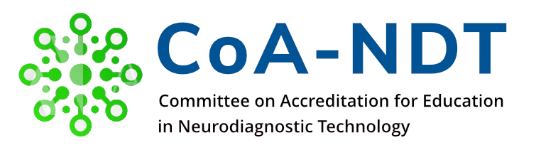 CoA-NDT
Committee on Accreditation for Education
in Neurodiagnostic Technology